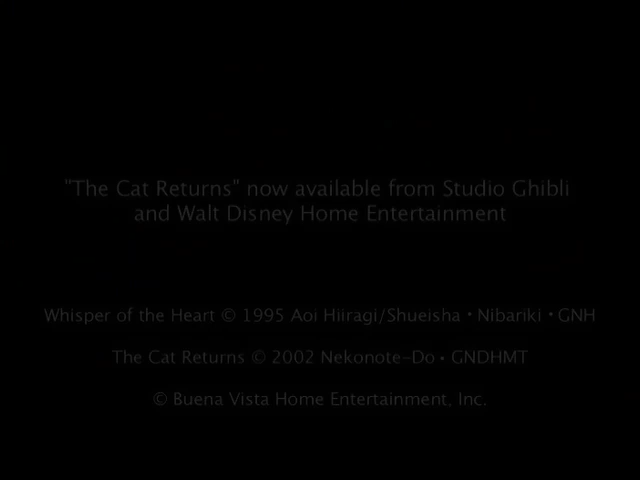 "The Cat Returns" now available from Studio Ghibli
and Walt Disney Home Entertainment
Whisper of the Heart © 1995 Aoi Hiiragi/Shueisha・Nibariki・GNH
The Cat Returns © 2002 Nekonote-Do・GNDHMT
© Buena Vista Home Entertainment, Inc.